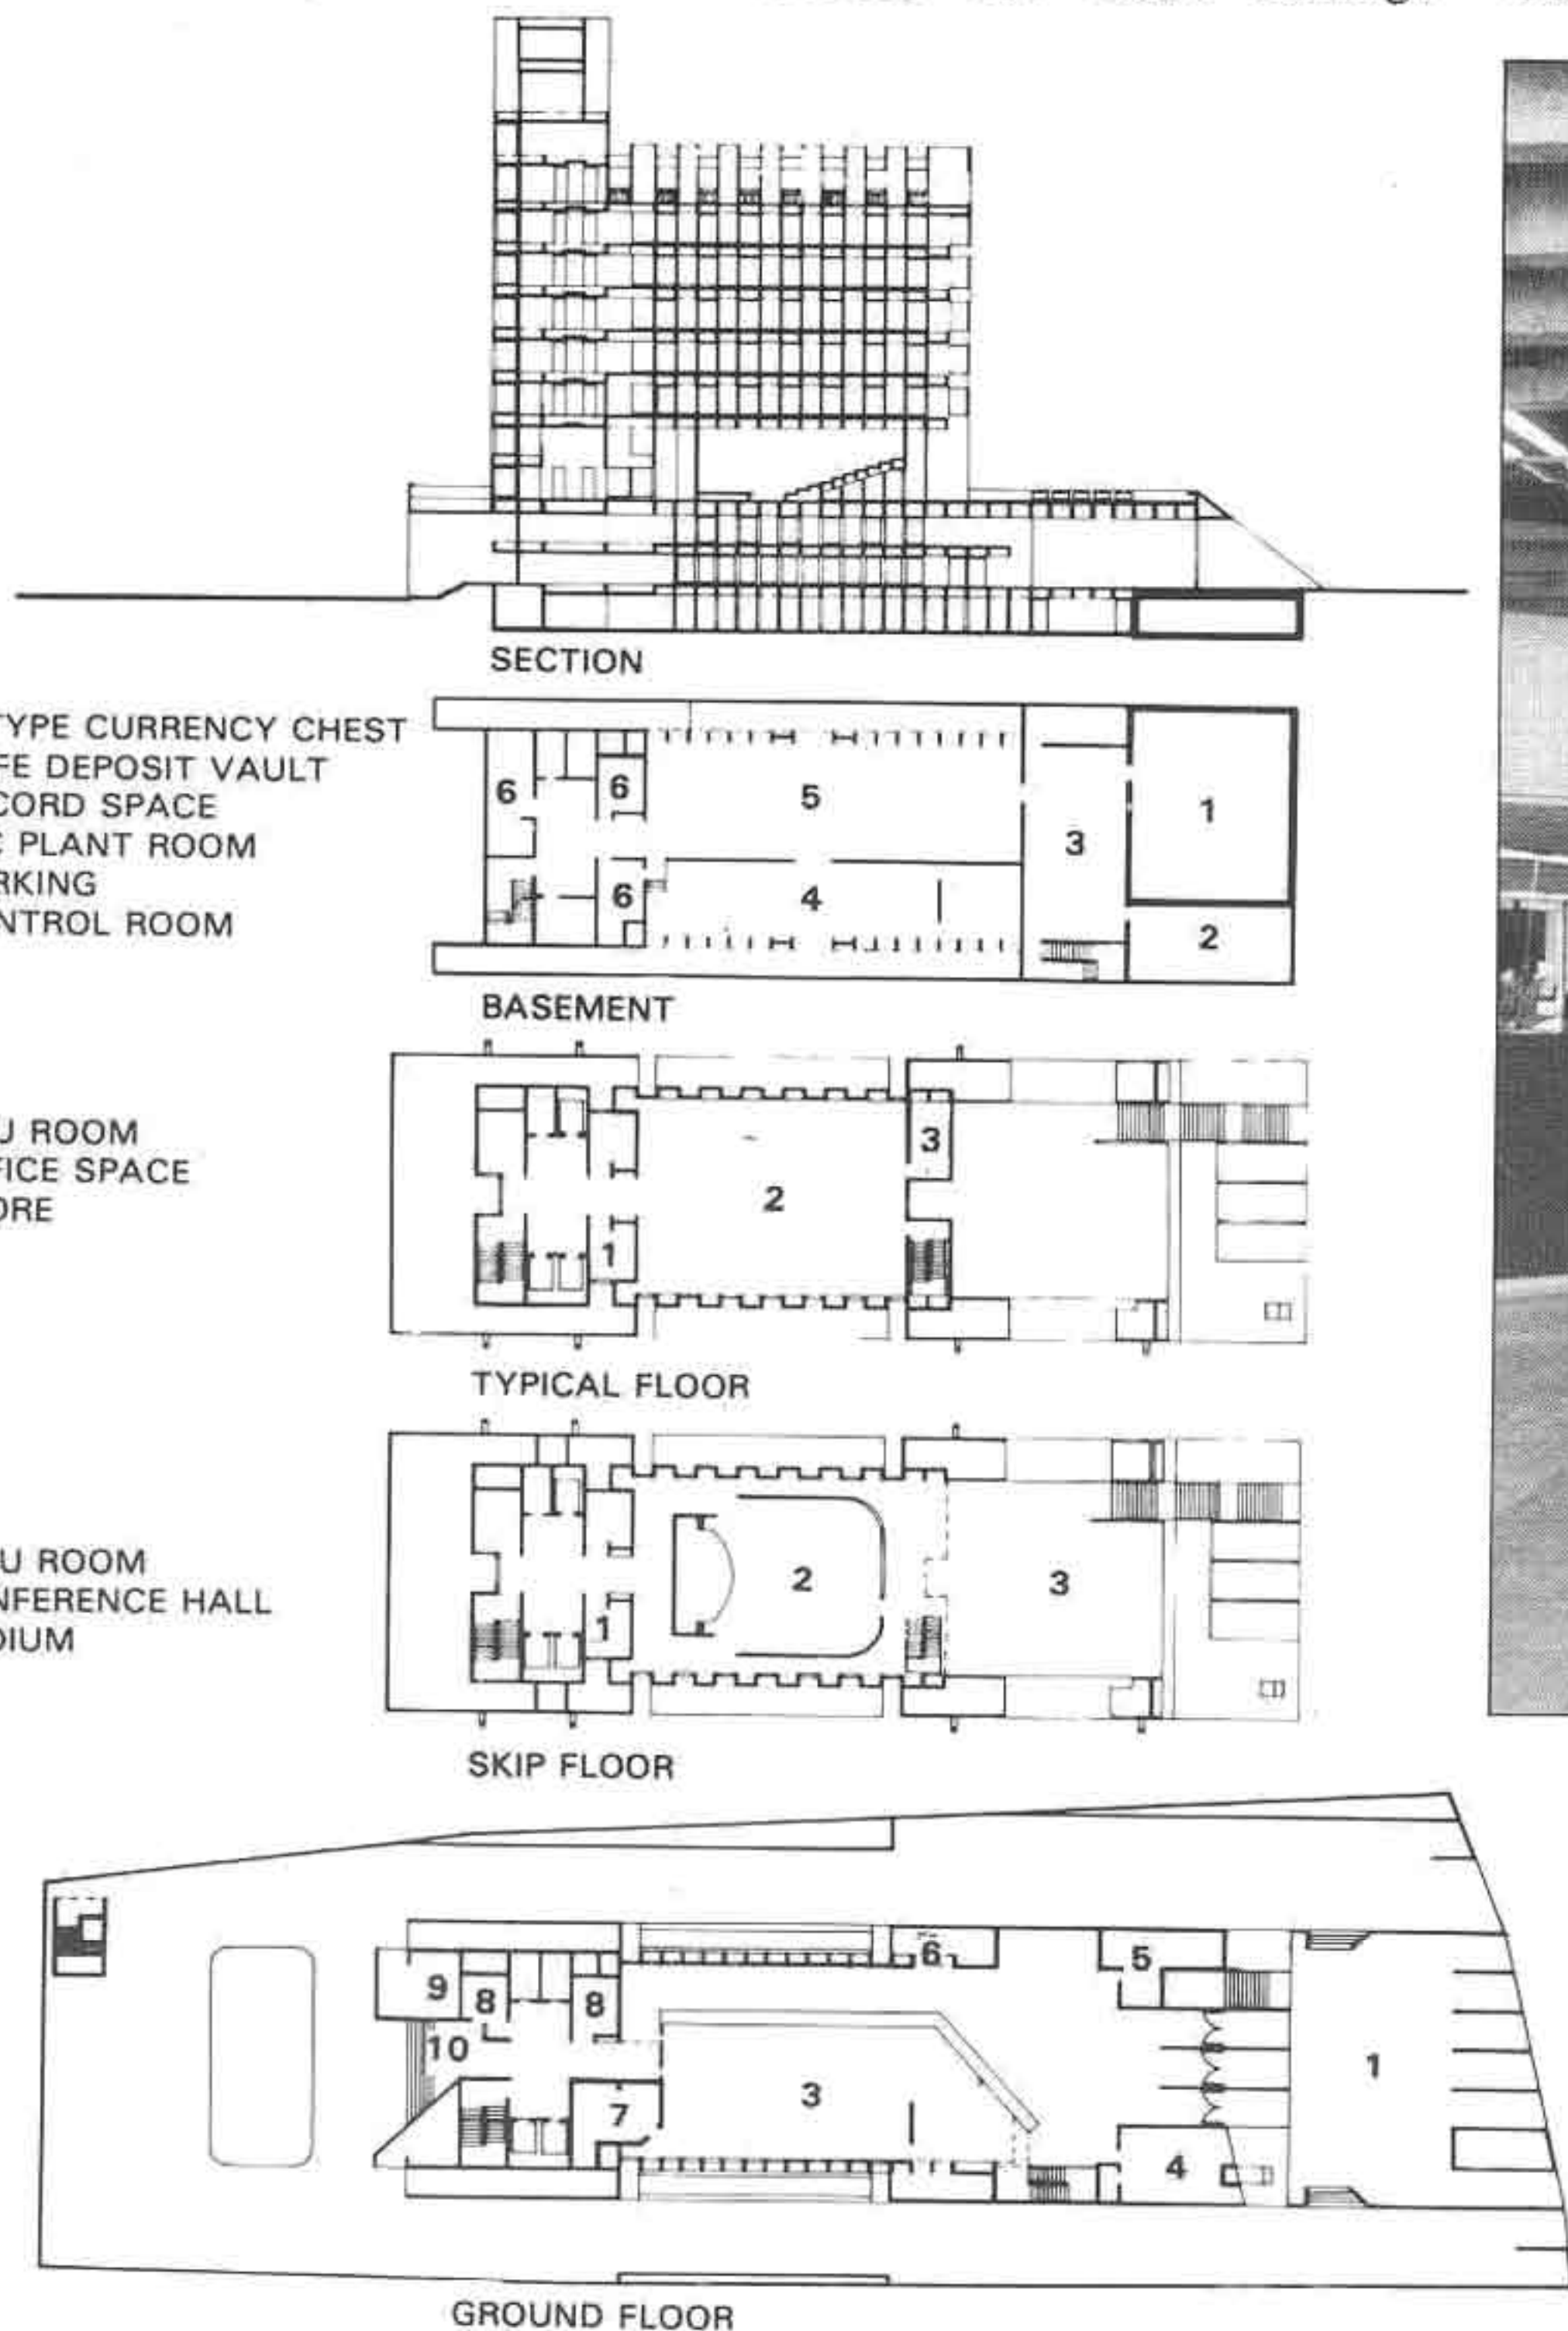 SECTION
TYPE CURRENCY CHEST
FE DEPOSIT VAULT
CORD SPACE
C PLANT ROOM
RKING
NTROL ROOM
6 6 5 3 1
6 4 2
BASEMENT
U ROOM
FICE SPACE
ORE
3
2
1
TYPICAL FLOOR
U ROOM
NFERENCE HALL
DIUM
2 3
1
SKIP FLOOR
6 5
9 8 8
10 1
3
7
4
GROUND FLOOR